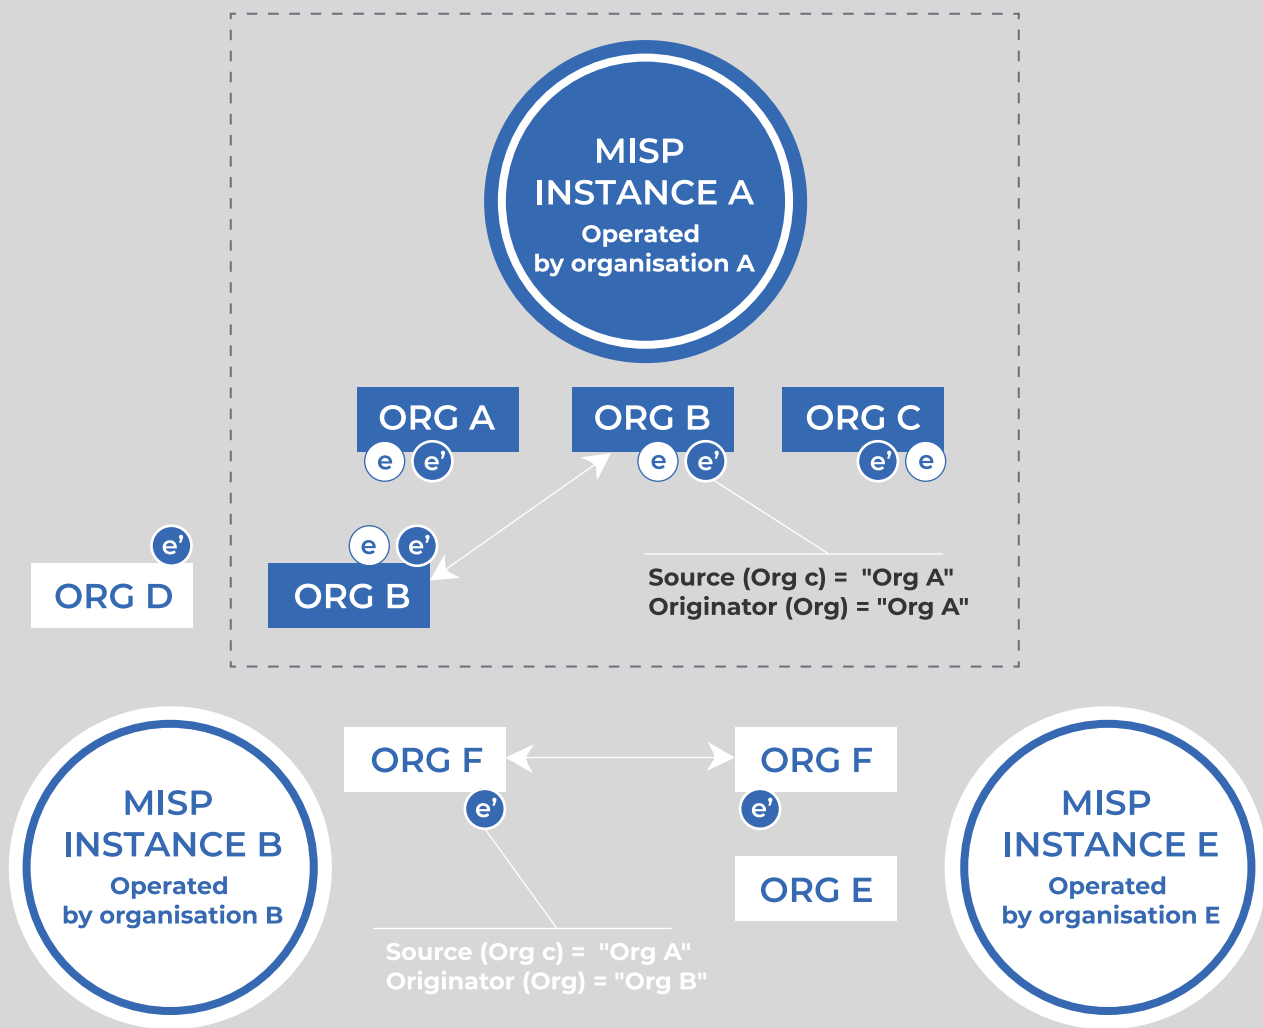 MISP
INSTANCE A
Operated
by organisation A
ORG A
ORG B
ORG C
e
e'
e
e'
e'
e
e'
e
e'
ORG D
ORG B
Source (Org c) = "Org A"
Originator (Org) = "Org A"
MISP
INSTANCE B
Operated
by organisation B
ORG F
e'
ORG F
e'
ORG E
MISP
INSTANCE E
Operated
by organisation E
Source (Org c) = "Org A"
Originator (Org) = "Org B"